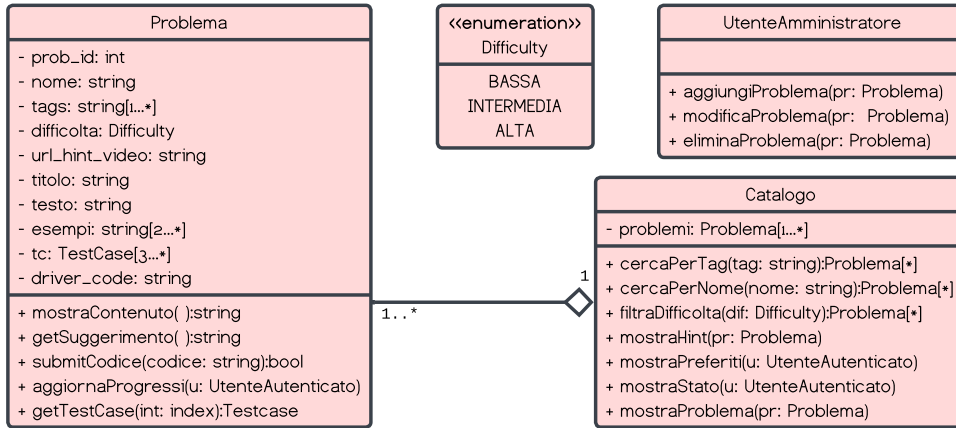 Problema
- prob_id: int
- nome: string
- tags: string[1...*]
- difficolta: Difficulty
- url_hint_video: string
- titolo: string
- testo: string
- esempi: string[2...*]
- tc: TestCase[3...*]
- driver_code: string
+ mostraContenuto( ):string
+ getSuggerimento( ):string
+ submitCodice(codice: string):bool
+ aggiornaProgressi(u: UtenteAutenticato)
+ getTestCase(int: index):Testcase
1..*
1
<<enumeration>>
Difficulty
BASSA
INTERMEDIA
ALTA
UtenteAmministratore
+ aggiungiProblema(pr: Problema)
+ modificaProblema(pr: Problema)
+ eliminaProblema(pr: Problema)
Catalogo
- problemi: Problema[1...*]
+ cercaPerTag(tag: string):Problema[*]
+ cercaPerNome(nome: string):Problema[*]
+ filtraDifficolta(dif: Difficulty):Problema[*]
+ mostraHint(pr: Problema)
+ mostraPreferiti(u: UtenteAutenticato)
+ mostraStato(u: UtenteAutenticato)
+ mostraProblema(pr: Problema)